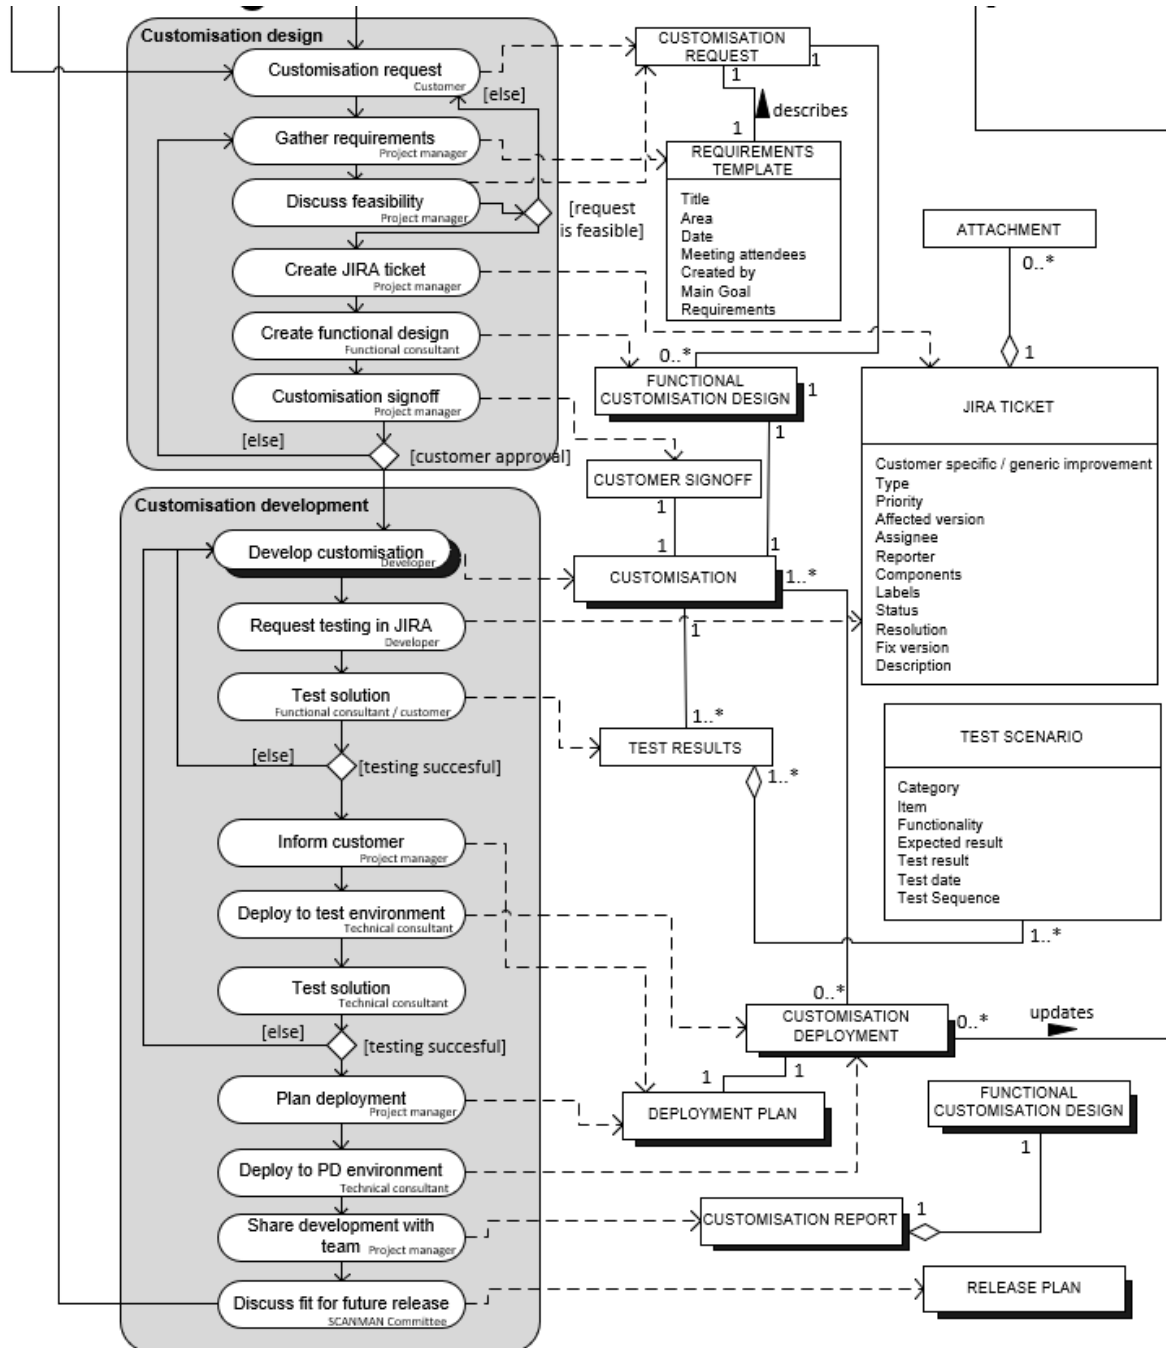 Customisation design
Customisation request
Customer
[else]
Gather requirements
Project manager
Discuss feasibility
Project manager
[request
is feasible]
Create JIRA ticket
Project manager
Create functional design
Functional consultant
Customisation signoff
Project manager
[else]
[customer approval]
Customisation development
Develop customisation
Developer
Request testing in JIRA
Developer
Test solution
Functional consultant / customer
[else]
[testing succesful]
Inform customer
Project manager
Deploy to test environment
Technical consultant
Test solution
Technical consultant
[else]
[testing succesful]
Plan deployment
Project manager
Deploy to PD environment
Technical consultant
Share development with
team
Project manager
Discuss fit for future release
SCANMAN Committee
CUSTOMISATION
REQUEST
1
1
describes
1
REQUIREMENTS
TEMPLATE
Title
Area
Date
Meeting attendees
Created by
Main Goal
Requirements
ATTACHMENT
0..*
1
0..*
FUNCTIONAL
CUSTOMISATION DESIGN
1
1
JIRA TICKET
Customer specific / generic improvement
Type
Priority
Affected version
Assignee
Reporter
Components
Labels
Status
Resolution
Fix version
Description
CUSTOMER SIGNOFF
1
1
1
CUSTOMISATION
1..*
1
1..*
TEST RESULTS
1..*
TEST SCENARIO
Category
Item
Functionality
Expected result
Test result
Test date
Test Sequence
1..*
0..*
CUSTOMISATION
DEPLOYMENT
0..*
updates
1
1
DEPLOYMENT PLAN
FUNCTIONAL
CUSTOMISATION DESIGN
1
CUSTOMISATION REPORT
1
RELEASE PLAN